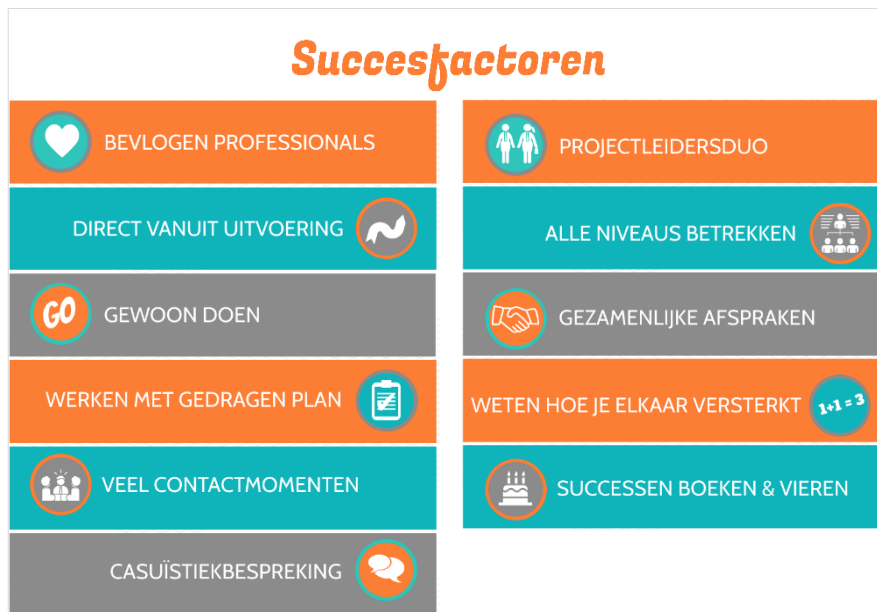 Succesfactoren
BEVLOGEN PROFESSIONALS
DIRECT VANUIT UITVOERING
GO
GEWOON DOEN
WERKEN MET GEDRAGEN PLAN
VEEL CONTACTMOMENTEN
CASUÏSTIEKBESPREKING
PROJECTLEIDERSDUO
ALLE NIVEAUS BETREKKEN
GEZAMENLIJKE AFSPRAKEN
WETEN HOE JE ELKAAR VERSTERKT
1+1=3
SUCCESSEN BOEKEN & VIEREN